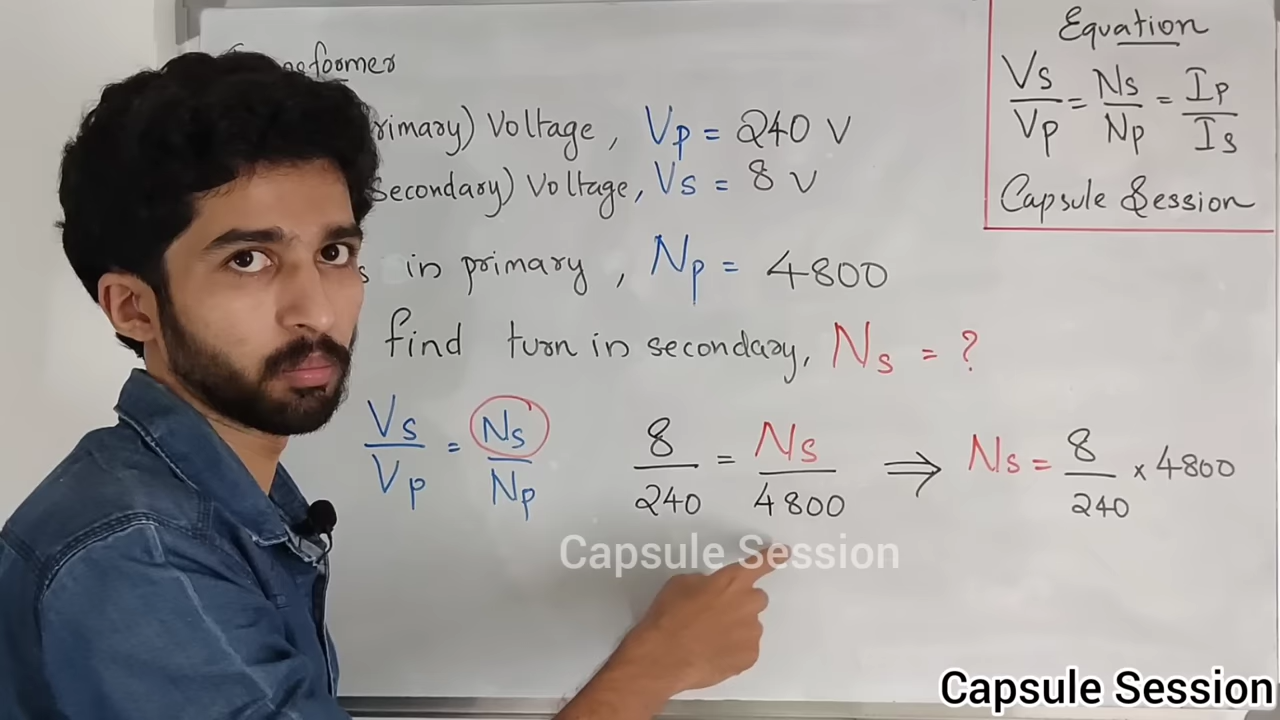 Equation
Vs/Vp = Ns/Np = Ip/Is
Capsule Session
Voltage, Vp = 240 V
Voltage, Vs = 8 V
in primary, Np = 4800
find turn in secondary, Ns = ?
Vs/Vp = Ns/Np 8/240 = Ns/4800 ⇒ Ns = 8/240 × 4800
Capsule Session
Capsule Session